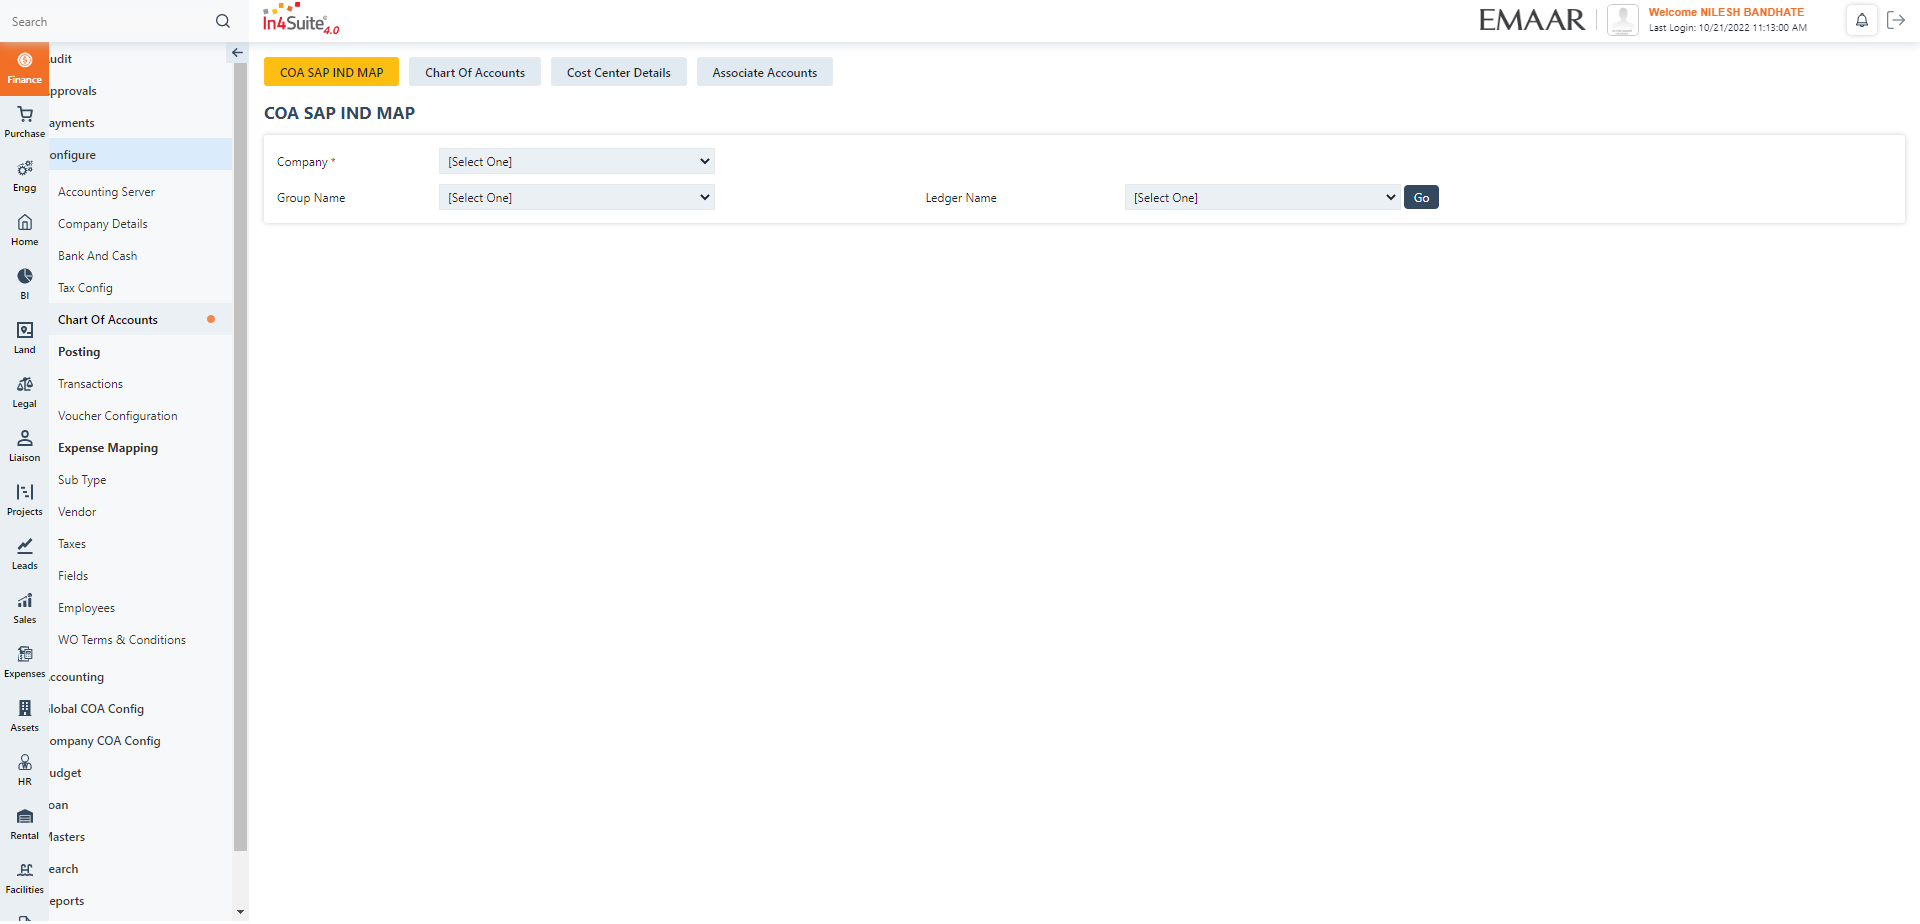 Search
In4Suite 4.0
EMAAR
Welcome NILESH BANDHATE
Last Login: 10/21/2022 11:13:00 AM
Finance
Purchase
Engg
Home
BI
Land
Legal
Liaison
Projects
Leads
Sales
Expenses
Assets
HR
Rental
Facilities
udit
pprovals
ayments
onfigure
Accounting Server
Company Details
Bank And Cash
Tax Config
Chart Of Accounts
Posting
Transactions
Voucher Configuration
Expense Mapping
Sub Type
Vendor
Taxes
Fields
Employees
WO Terms & Conditions
ccounting
lobal COA Config
ompany COA Config
udget
oan
Masters
earch
eports
COA SAP IND MAP Chart Of Accounts Cost Center Details Associate Accounts
COA SAP IND MAP
Company * [Select One]
Group Name [Select One] Ledger Name [Select One] Go